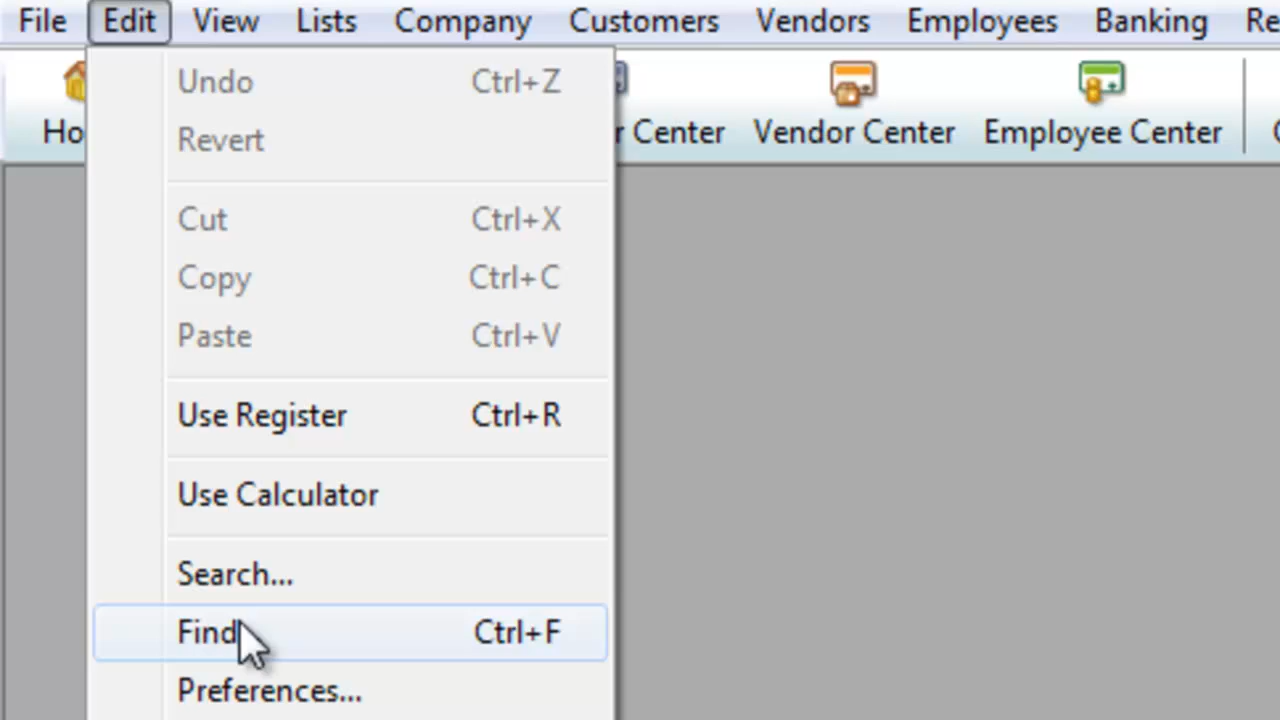 File Edit View Lists Company Customers Vendors Employees Banking
Undo Ctrl+Z
Revert
Center Vendor Center Employee Center
Cut Ctrl+X
Copy Ctrl+C
Paste Ctrl+V
Use Register Ctrl+R
Use Calculator
Search...
Find Ctrl+F
Preferences...